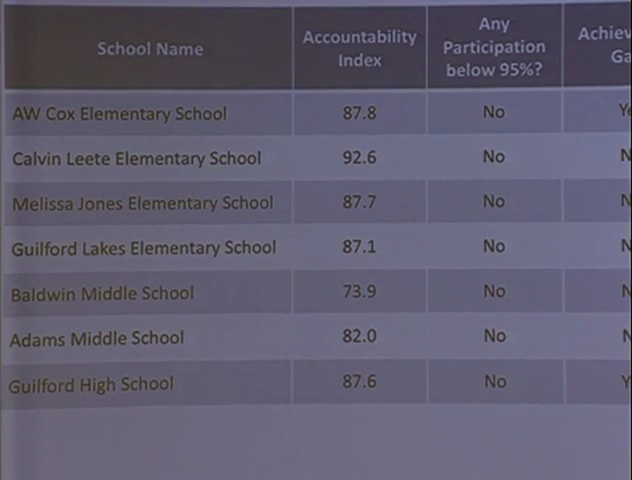 School Name
Accountability Index
Any Participation below 95%?
AW Cox Elementary School 87.8 No
Calvin Leete Elementary School 92.6 No
Melissa Jones Elementary School 87.7 No
Guilford Lakes Elementary School 87.1 No
Baldwin Middle School 73.9 No
Adams Middle School 82.0 No
Guilford High School 87.6 No